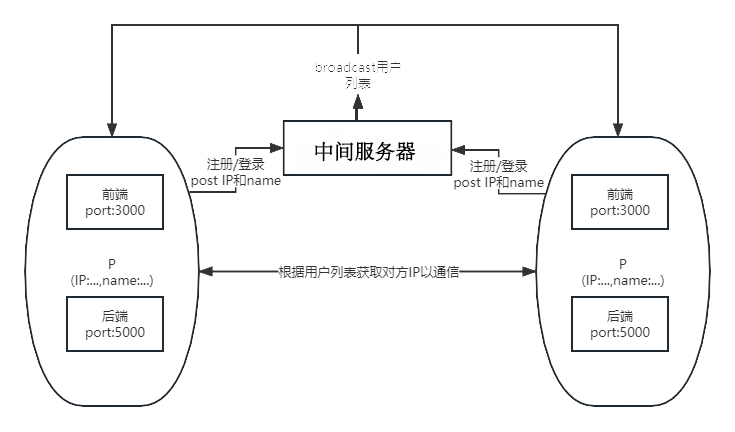 broadcast用户
列表
中间服务器
注册/登录
post IP和name
注册/登录
post IP和name
前端
port:3000
P
(IP:...,name:...)
后端
port:5000
根据用户列表获取对方IP以通信
前端
port:3000
P
(IP:...,name:...)
后端
port:5000